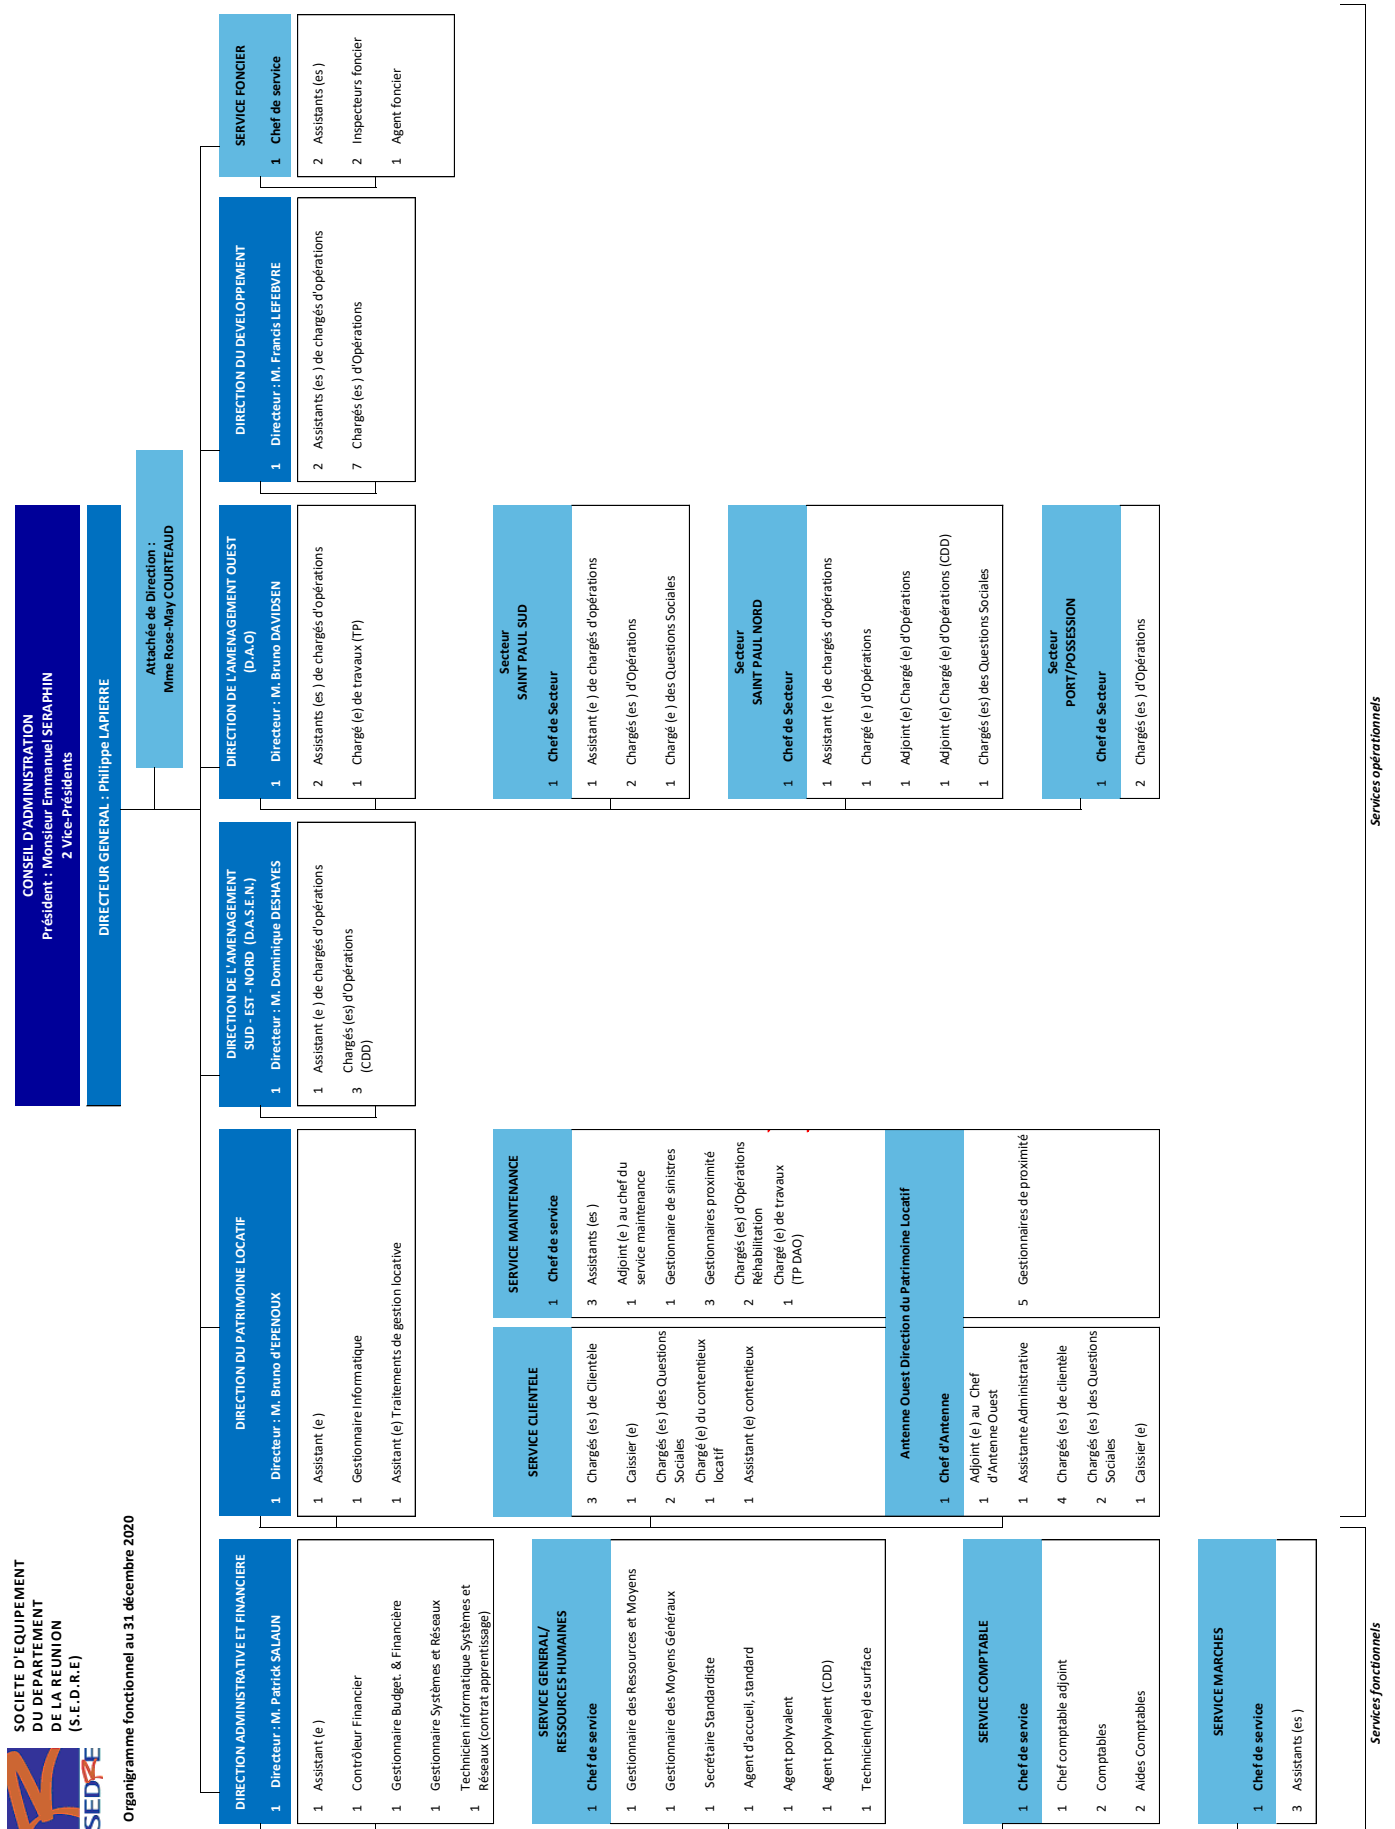 SOCIETE D'EQUIPEMENT
DU DEPARTEMENT
DE LA REUNION
(S.E.D.R.E)
SEDRE
Organigramme fonctionnel au 31 décembre 2020
CONSEIL D'ADMINISTRATION
Président : Monsieur Emmanuel SERAPHIN
2 Vice-Présidents
DIRECTEUR GENERAL : Philippe LAPIERRE
Attachée de Direction :
Mme Rose-May COURTEAUD
DIRECTION ADMINISTRATIVE ET FINANCIERE
1 Directeur : M. Patrick SALAUN
1 Assistant (e )
1 Contrôleur Financier
1 Gestionnaire Budget. & Financière
1 Gestionnaire Systèmes et Réseaux
1 Technicien informatique Systèmes et
Réseaux (contrat apprentissage)
SERVICE GENERAL/
RESSOURCES HUMAINES
1 Chef de service
1 Gestionnaire des Ressources et Moyens
1 Gestionnaire des Moyens Généraux
1 Secrétaire Standardiste
1 Agent d'accueil, standard
1 Agent polyvalent
1 Agent polyvalent (CDD)
1 Technicien(ne) de surface
SERVICE COMPTABLE
1 Chef de service
1 Chef comptable adjoint
2 Comptables
2 Aides Comptables
SERVICE MARCHES
1 Chef de service
3 Assistants (es )
Services fonctionnels
DIRECTION DU PATRIMOINE LOCATIF
1 Directeur : M. Bruno d'EPENOUX
1 Assistant (e )
1 Gestionnaire Informatique
1 Assitant (e) Traitements de gestion locative
SERVICE CLIENTELE
3 Chargés (es ) de Clientèle
1 Caissier (e)
2 Chargés (es ) des Questions
Sociales
1 Chargé (e) du contentieux
locatif
1 Assistant (e) contentieux
SERVICE MAINTENANCE
1 Chef de service
3 Assistants (es )
1 Adjoint (e ) au chef du
service maintenance
1 Gestionnaire de sinistres
3 Gestionnaires proximité
2 Chargés (es) d'Opérations
Réhabilitation
1 Chargé (e) de travaux
(TP DAO)
Antenne Ouest Direction du Patrimoine Locatif
1 Chef d'Antenne
1 Adjoint (e ) au Chef
d'Antenne Ouest
1 Assistante Administrative
4 Chargés (es ) de clientèle
2 Chargés (es ) des Questions
Sociales
1 Caissier (e)
5 Gestionnaires de proximité
DIRECTION DE L'AMENAGEMENT
SUD - EST - NORD (D.A.S.E.N.)
1 Directeur : M. Dominique DESHAYES
1 Assistant (e ) de chargés d'opérations
3 Chargés (es) d'Opérations
(CDD)
DIRECTION DE L'AMENAGEMENT OUEST
(D.A.O)
1 Directeur : M. Bruno DAVIDSEN
2 Assistants (es ) de chargés d'opérations
1 Chargé (e) de travaux (TP)
Secteur
SAINT PAUL SUD
1 Chef de Secteur
1 Assistant (e ) de chargés d'opérations
2 Chargés (es ) d'Opérations
1 Chargé (e ) des Questions Sociales
Secteur
SAINT PAUL NORD
1 Chef de Secteur
1 Assistant (e ) de chargés d'opérations
1 Chargé (e ) d'Opérations
1 Adjoint (e) Chargé (e) d'Opérations
1 Adjoint (e) Chargé (e) d'Opérations (CDD)
1 Chargés (es) des Questions Sociales
Secteur
PORT/POSSESSION
1 Chef de Secteur
2 Chargés (es ) d'Opérations
DIRECTION DU DEVELOPPEMENT
1 Directeur : M. Francis LEFEBVRE
2 Assistants (es ) de chargés d'opérations
7 Chargés (es ) d'Opérations
SERVICE FONCIER
1 Chef de service
2 Assistants (es )
2 Inspecteurs foncier
1 Agent foncier
Services opérationnels